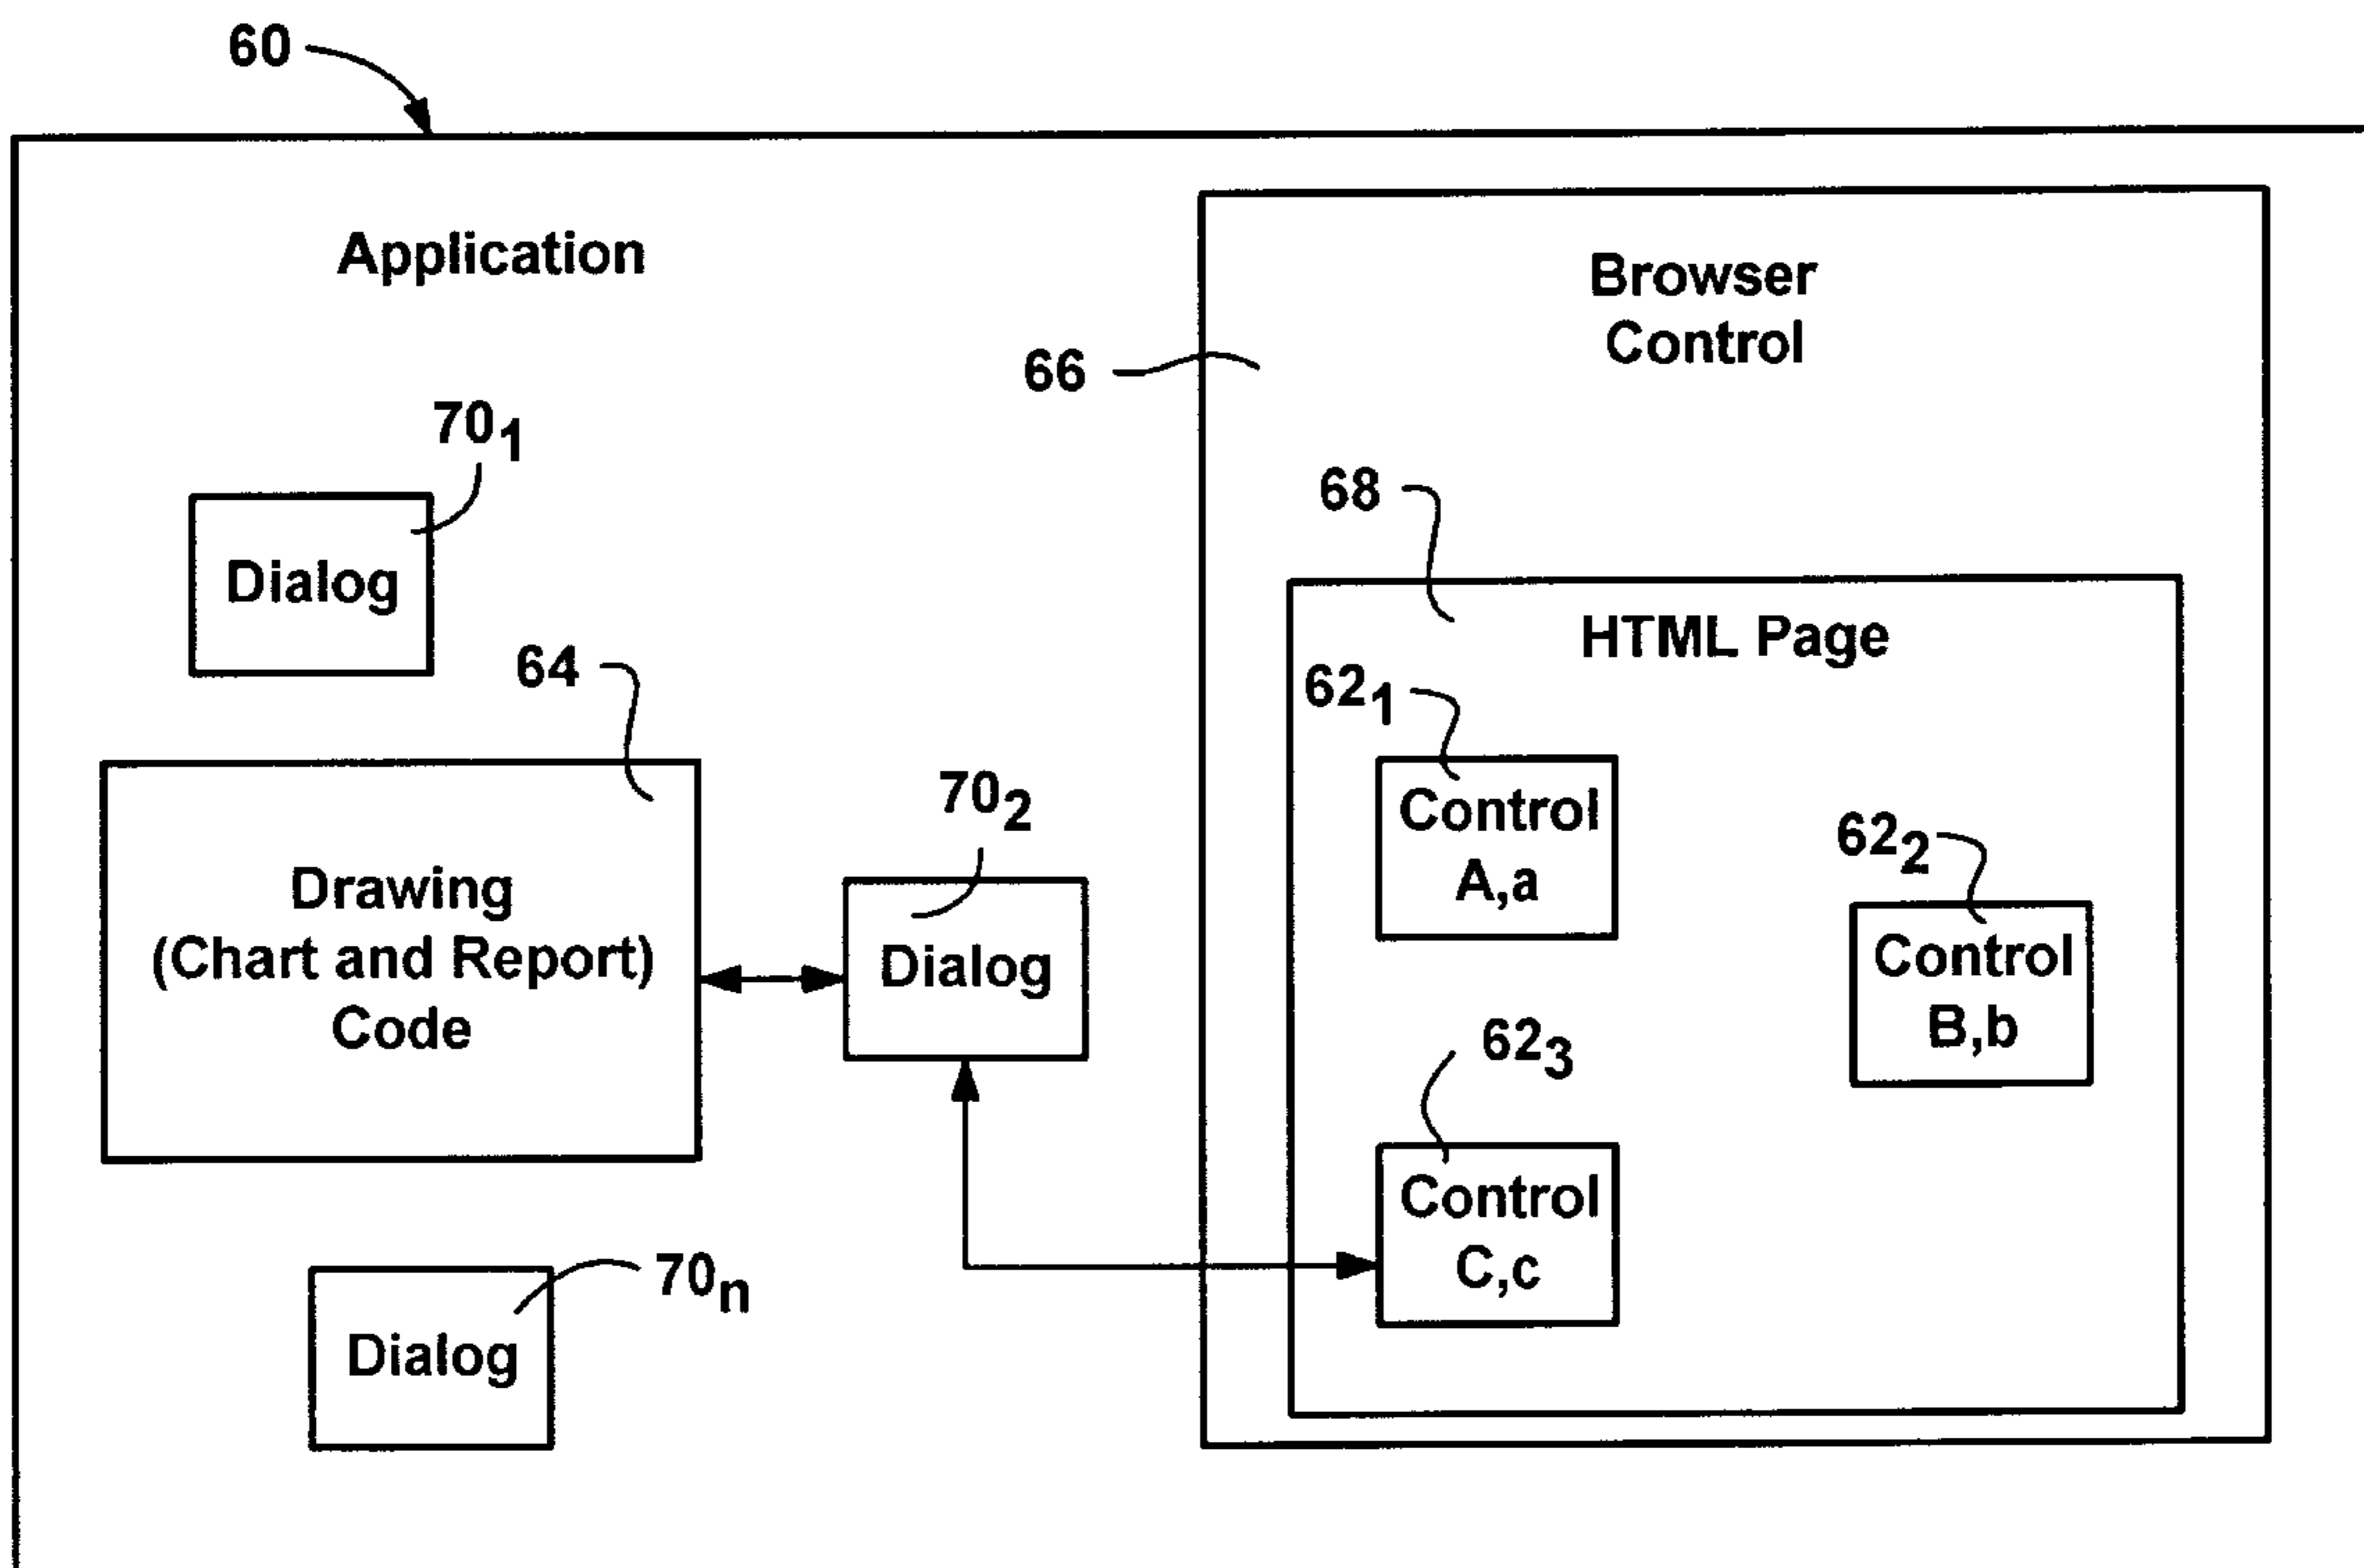 60
Application
Browser
Control
66
70₁
Dialog
68
HTML Page
64
62₁
Control
A,a
70₂
62₂
Control
B,b
Drawing
(Chart and Report)
Code
Dialog
62₃
Control
C,c
70ₙ
Dialog